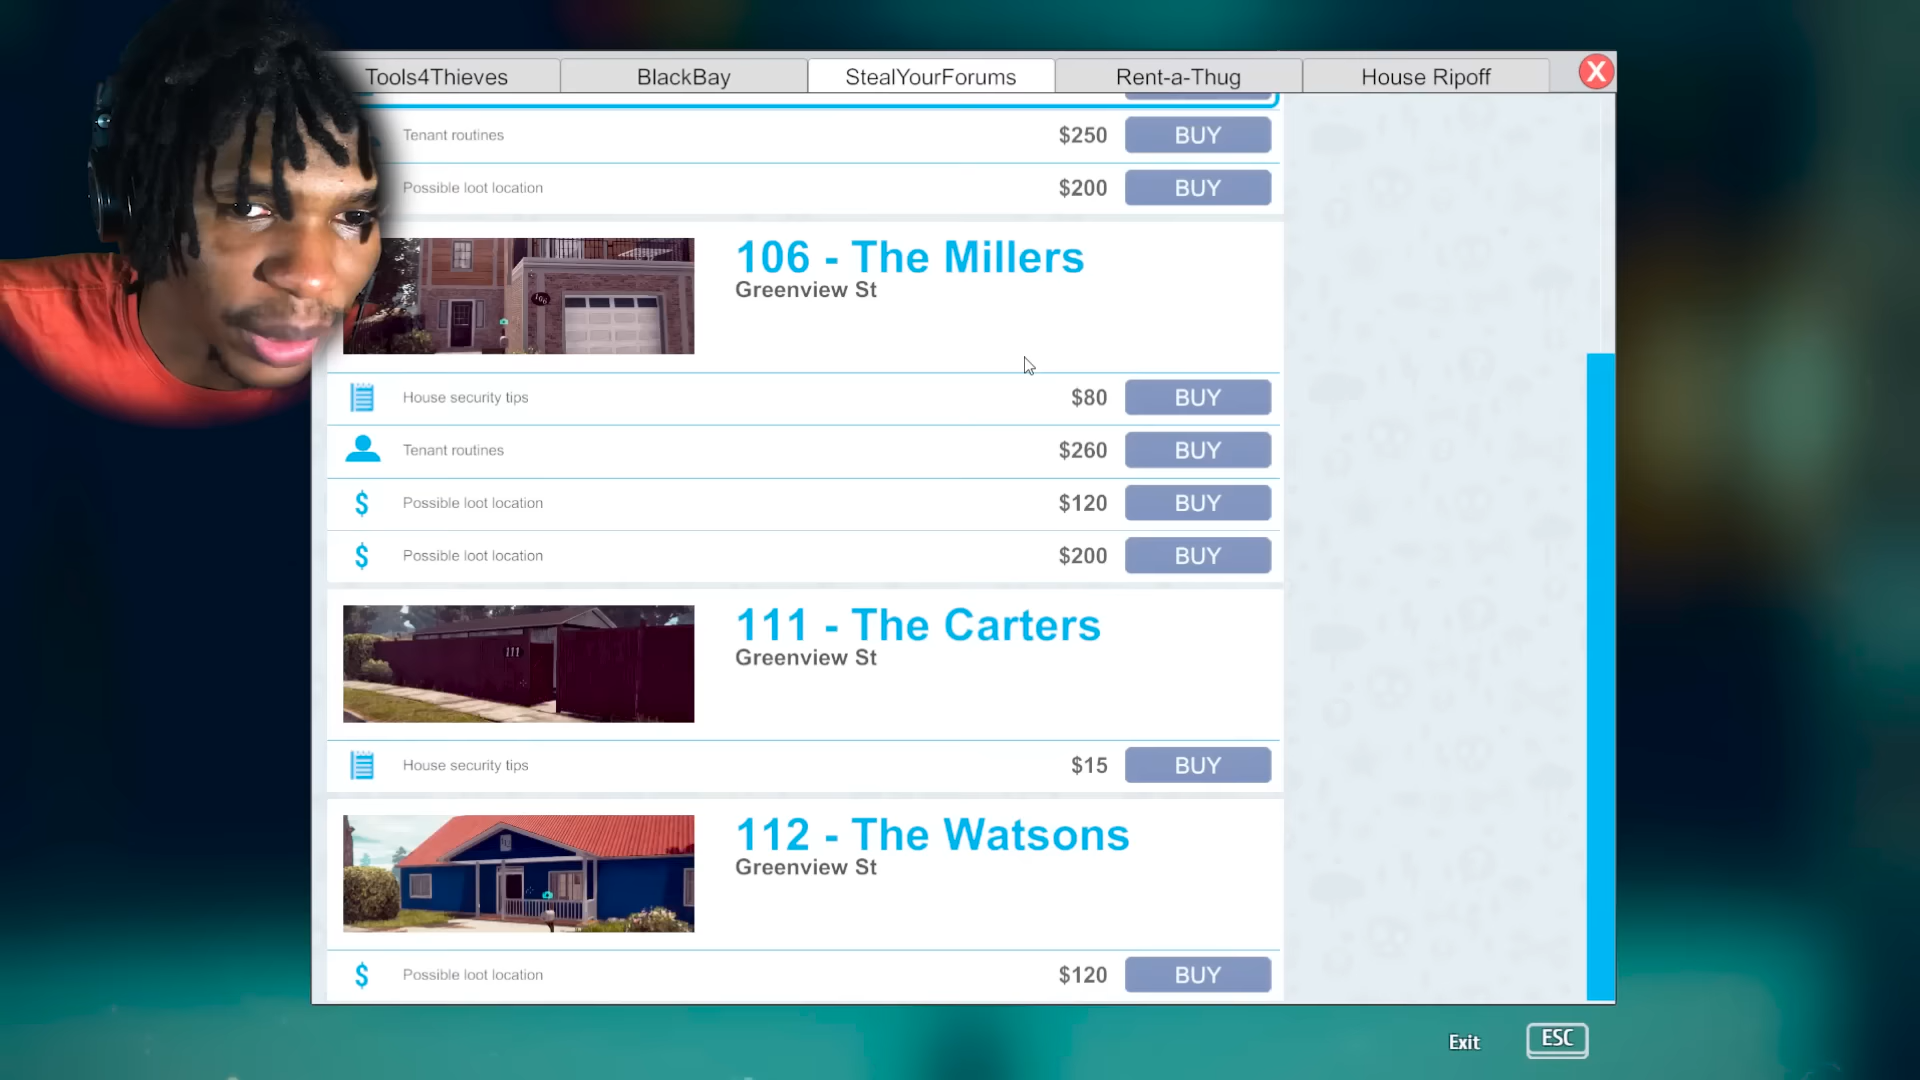 Tools4Thieves BlackBay StealYourForums Rent-a-Thug House Ripoff X
Tenant routines $250 BUY
Possible loot location $200 BUY
106
106 - The Millers
Greenview St
House security tips $80 BUY
$ Tenant routines $260 BUY
$ Possible loot location $120 BUY
$ Possible loot location $200 BUY
111
111 - The Carters
Greenview St
House security tips $15 BUY
112 - The Watsons
Greenview St
$ Possible loot location $120 BUY
Exit ESC